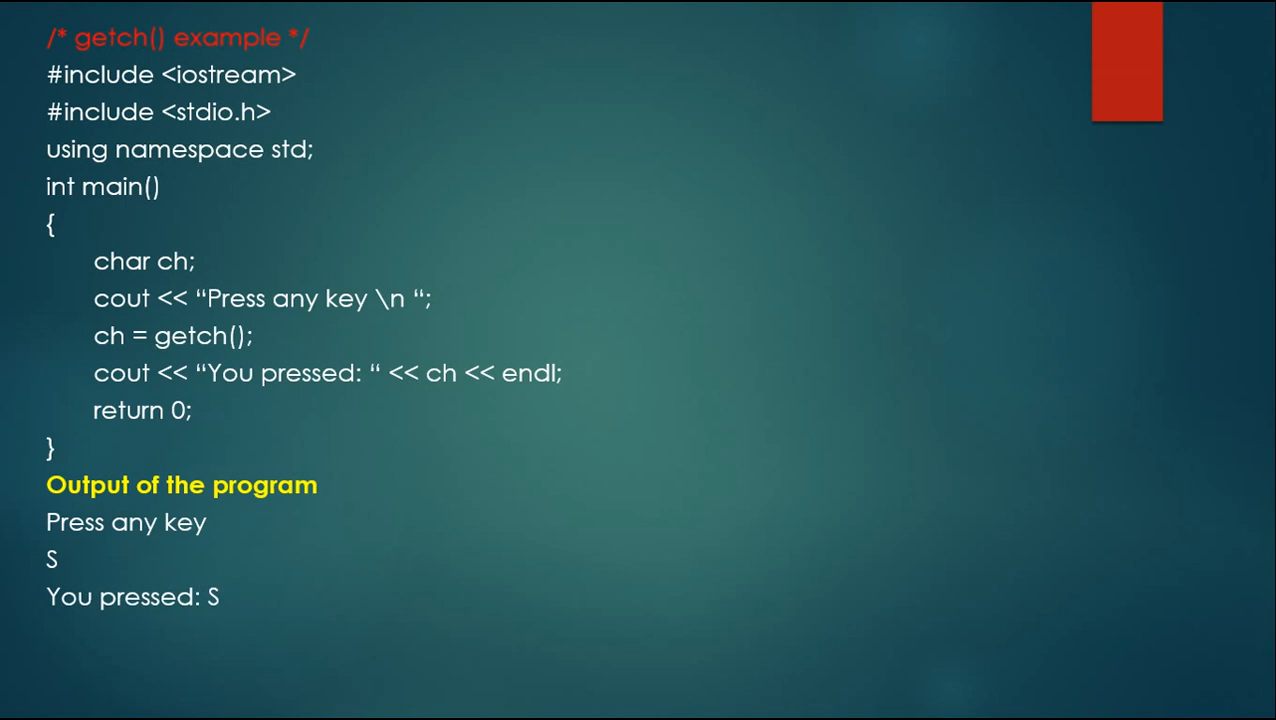 /* getch() example */
#include <iostream>
#include <stdio.h>
using namespace std;
int main()
{
char ch;
cout << “Press any key \n “;
ch = getch();
cout << “You pressed: “ << ch << endl;
return 0;
}
Output of the program
Press any key
S
You pressed: S